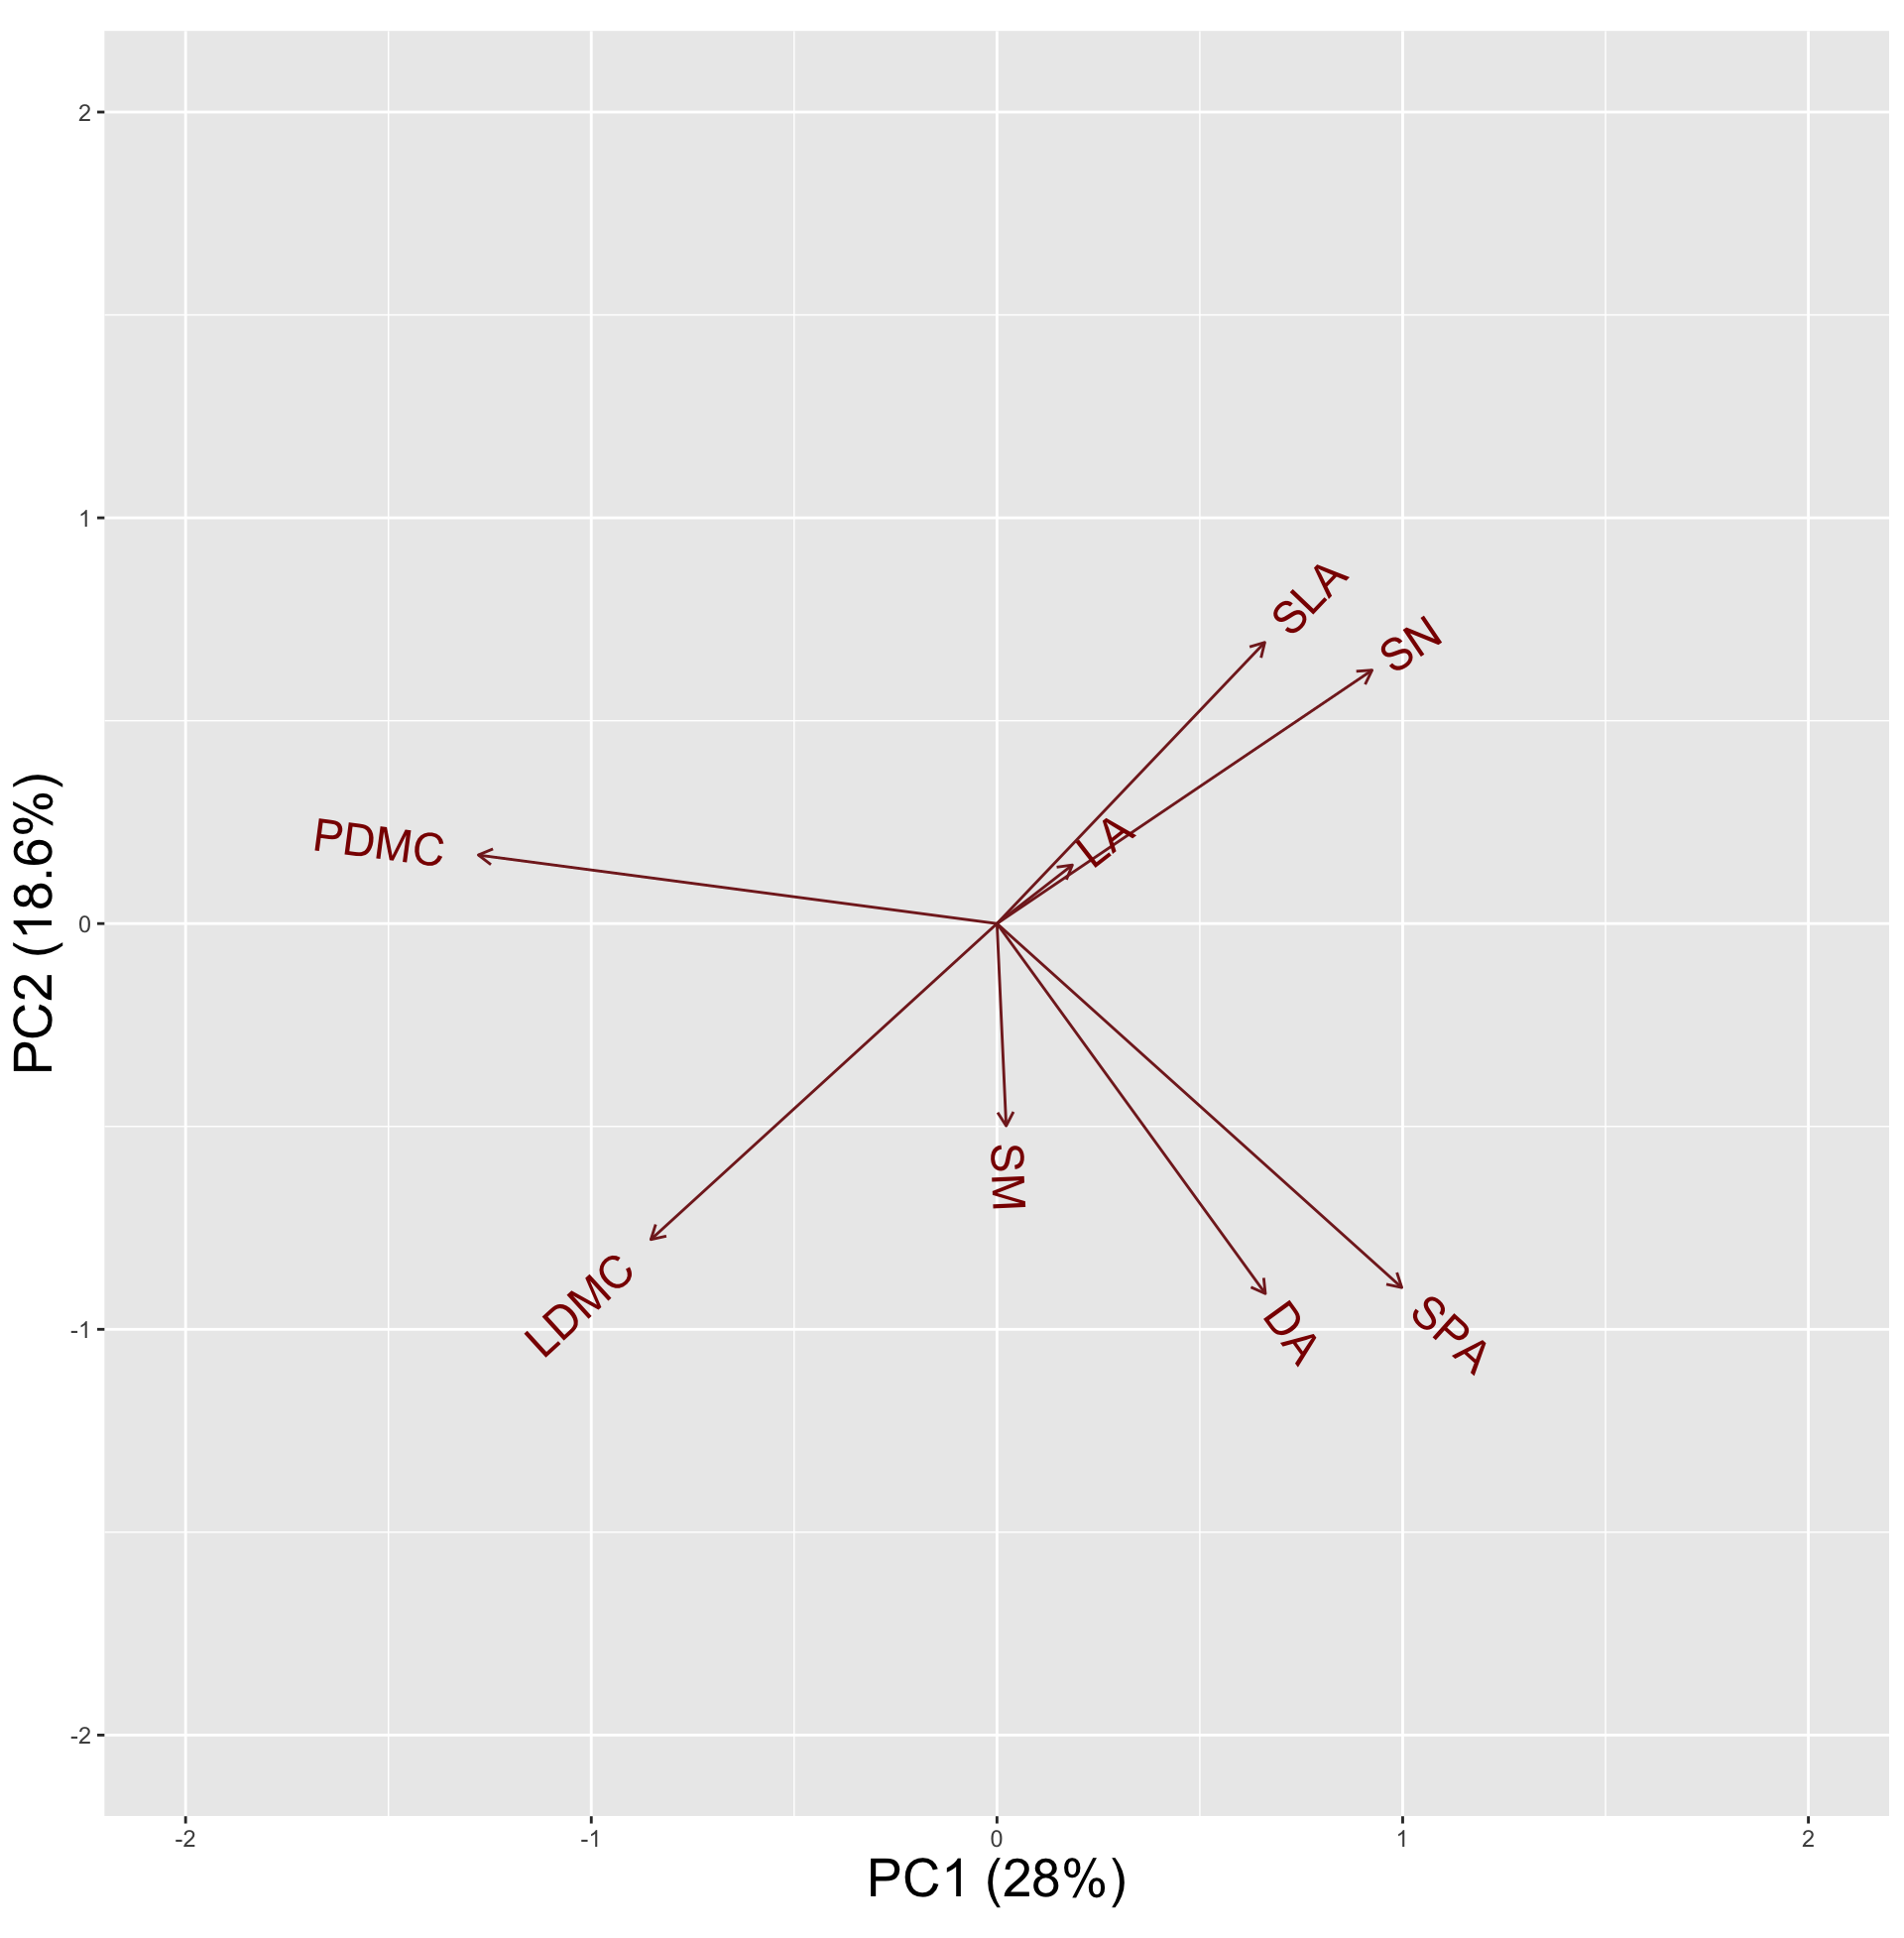 2
1
0
-1
-2
PC2 (18.6%)
SLA
SN
LA
PDMC
SM
LDMC
DA
SPA
-2
-1
0
1
2
PC1 (28%)